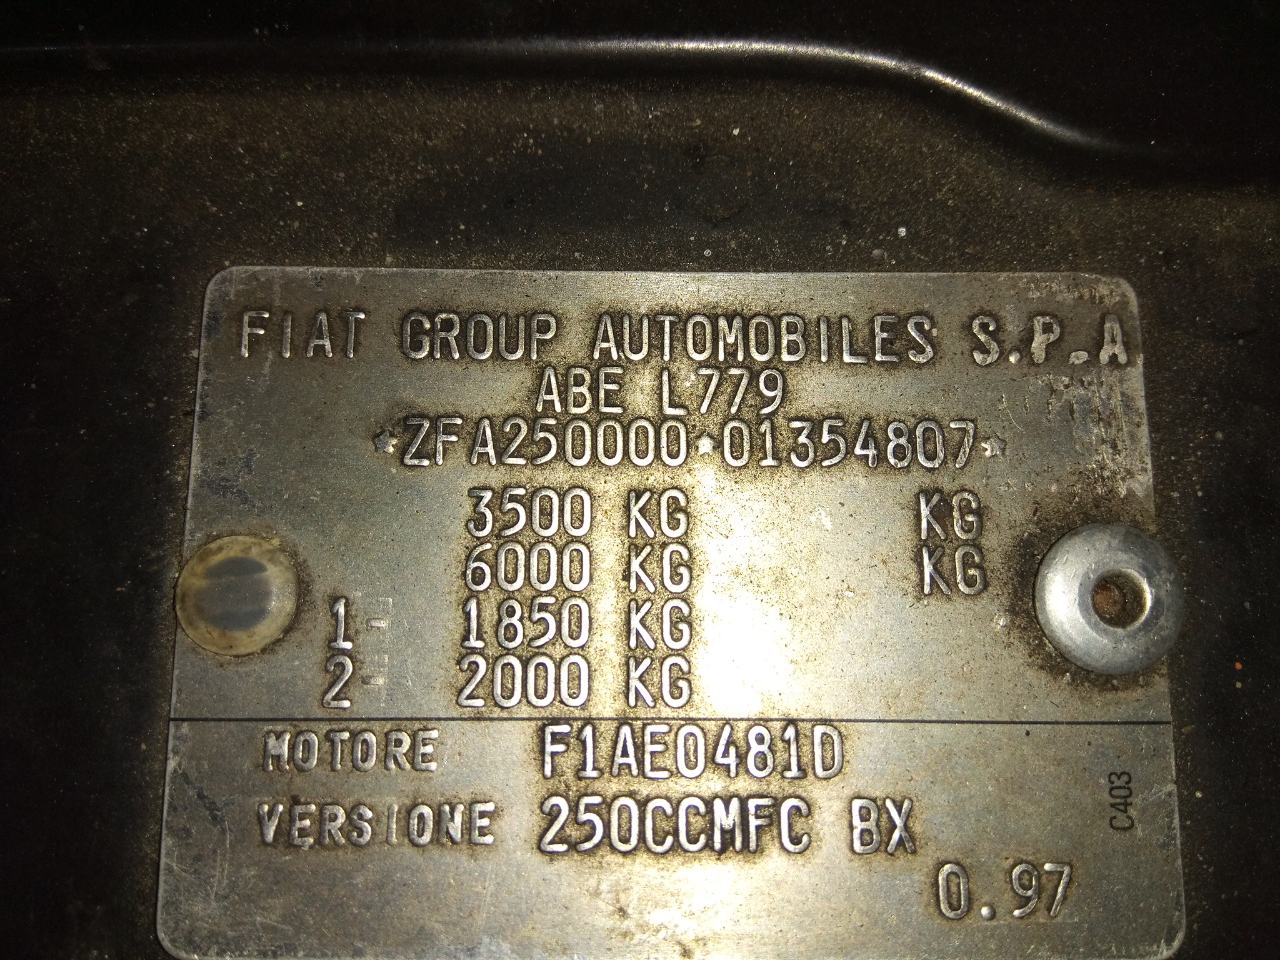 FIAT GROUP AUTOMOBILES S.P.A
ABE L779
*ZFA250000*01354807*
3500 KG KG
6000 KG KG
1- 1850 KG
2- 2000 KG
MOTORE F1AE0481D
VERSIONE 250CCMFC BX
C403
0.97